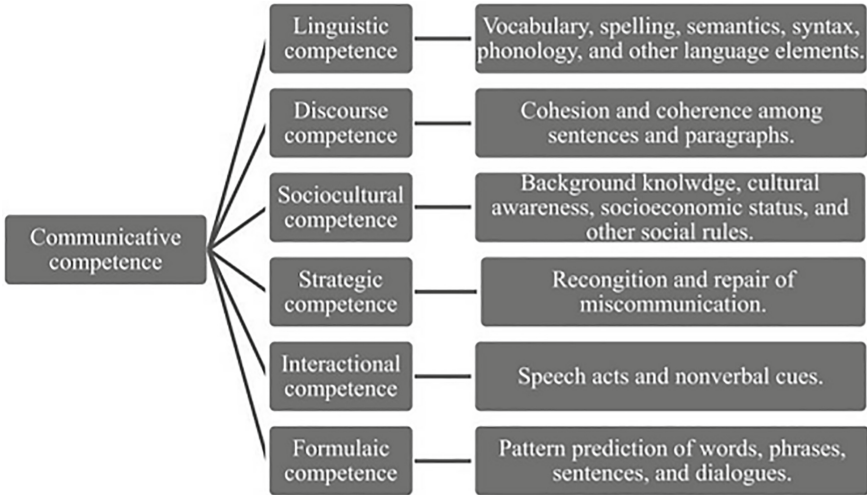 Linguistic
competence
Vocabulary, spelling, semantics, syntax,
phonology, and other language elements.
Discourse
competence
Cohesion and coherence among
sentences and paragraphs.
Sociocultural
competence
Background knolwdge, cultural
awareness, socioeconomic status, and
other social rules.
Communicative
competence
Strategic
competence
Recongition and repair of
miscommunication.
Interactional
competence
Speech acts and nonverbal cues.
Formulaic
competence
Pattern prediction of words, phrases,
sentences, and dialogues.